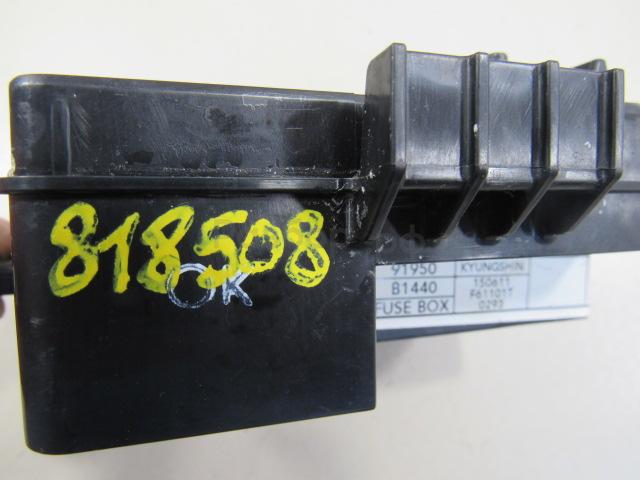 818508
OK
91950 KYUNGSHIN
B1440 150611
F611017
FUSE BOX 0293